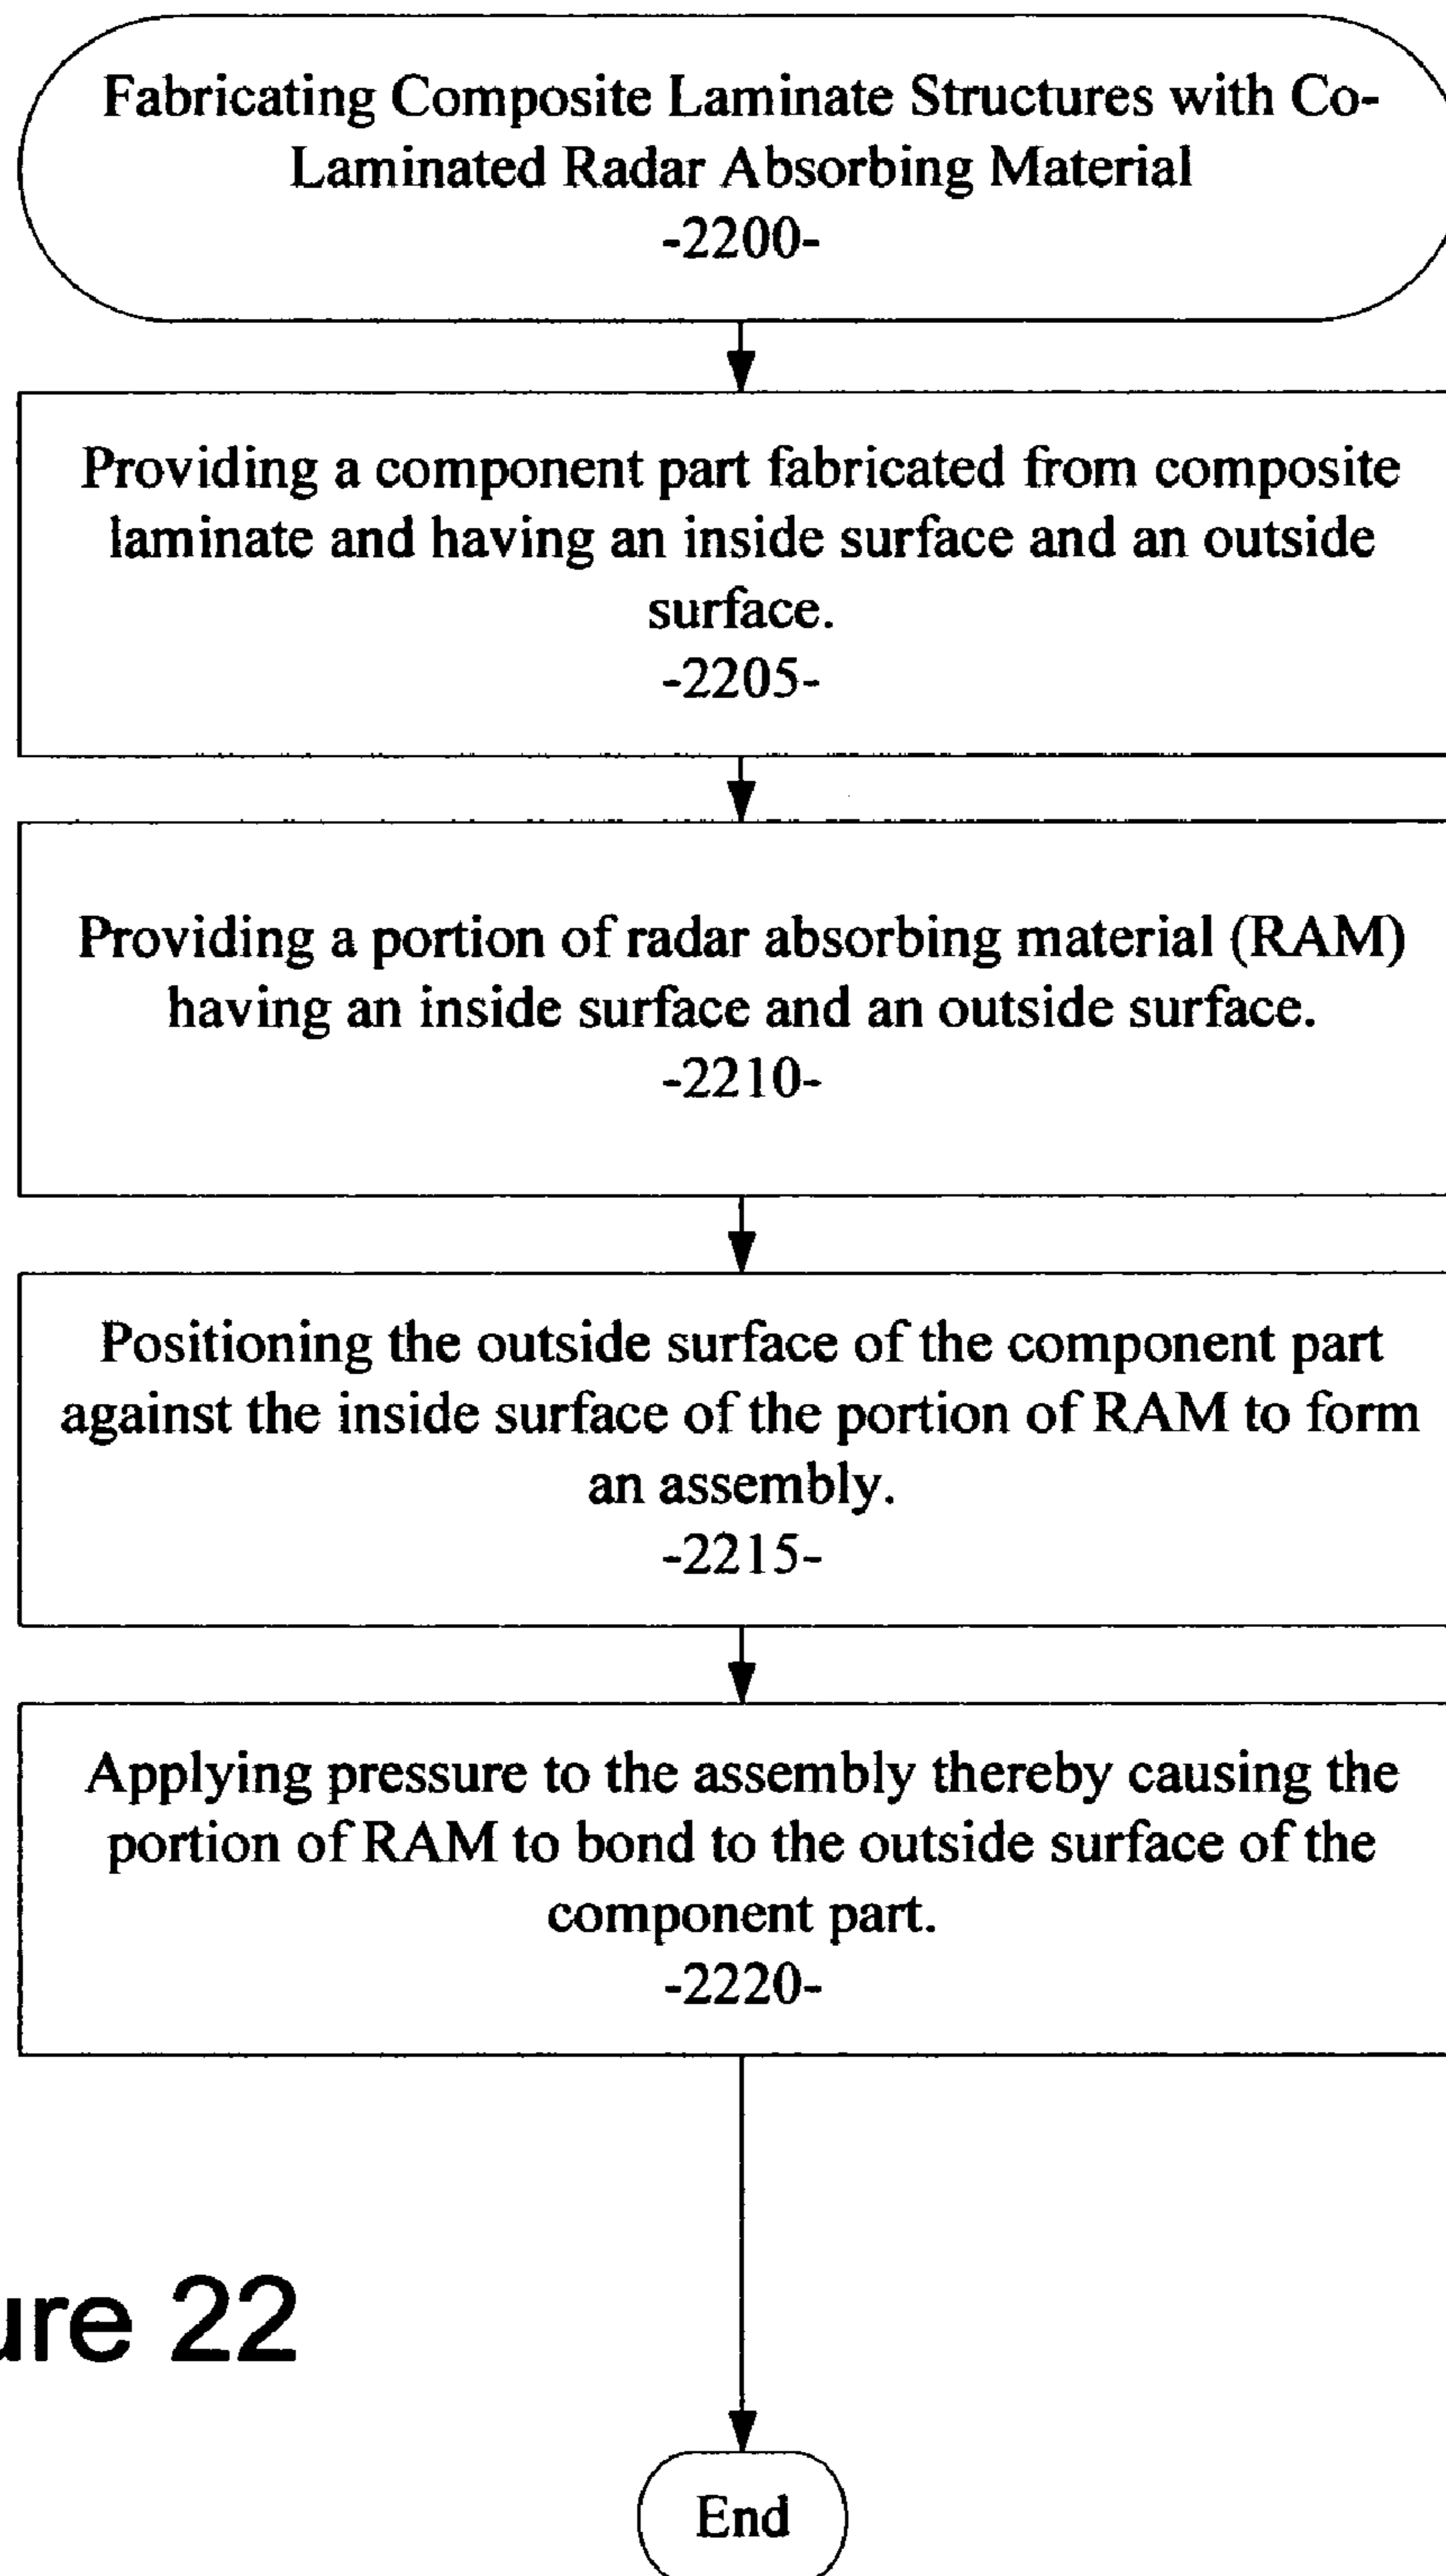 Fabricating Composite Laminate Structures with Co-
Laminated Radar Absorbing Material
-2200-
Providing a component part fabricated from composite
laminate and having an inside surface and an outside
surface.
-2205-
Providing a portion of radar absorbing material (RAM)
having an inside surface and an outside surface.
-2210-
Positioning the outside surface of the component part
against the inside surface of the portion of RAM to form
an assembly.
-2215-
Applying pressure to the assembly thereby causing the
portion of RAM to bond to the outside surface of the
component part.
-2220-
ure 22
End